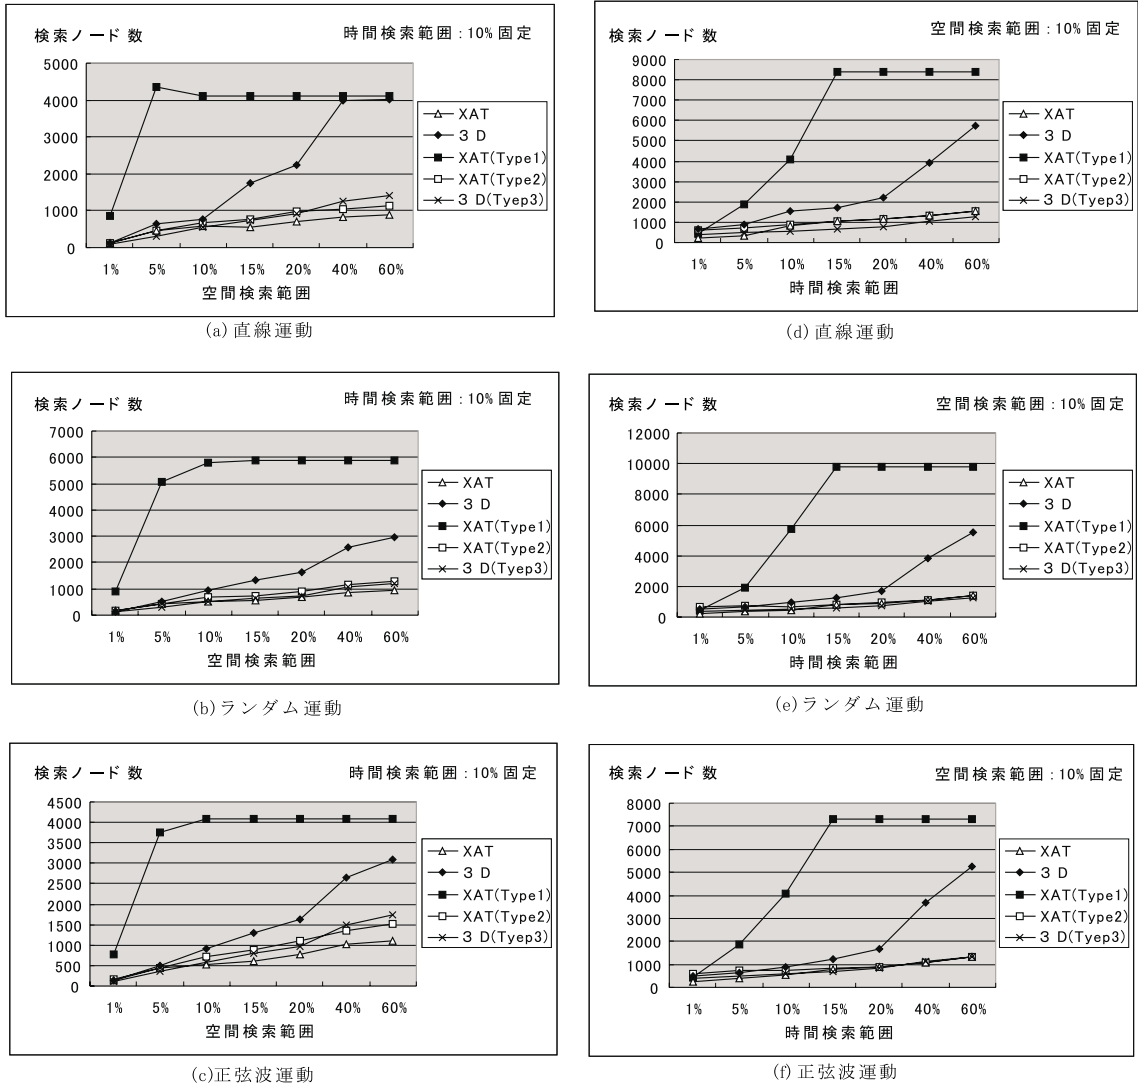 検索ノード 数
時間検索範囲:10%固定
5000
4000
3000
2000
1000
0
1% 5% 10% 15% 20% 40% 60%
空間検索範囲
XAT
3 D
XAT(Type1)
XAT(Type2)
3 D(Tyep3)
(a)直線運動
検索ノード 数
空間検索範囲:10%固定
9000
8000
7000
6000
5000
4000
3000
2000
1000
0
1% 5% 10% 15% 20% 40% 60%
時間検索範囲
XAT
3 D
XAT(Type1)
XAT(Type2)
3 D(Tyep3)
(d)直線運動
検索ノード 数
時間検索範囲:10%固定
7000
6000
5000
4000
3000
2000
1000
0
1% 5% 10% 15% 20% 40% 60%
空間検索範囲
XAT
3 D
XAT(Type1)
XAT(Type2)
3 D(Tyep3)
(b)ランダム運動
検索ノード 数
空間検索範囲:10%固定
12000
10000
8000
6000
4000
2000
0
1% 5% 10% 15% 20% 40% 60%
時間検索範囲
XAT
3 D
XAT(Type1)
XAT(Type2)
3 D(Tyep3)
(e)ランダム運動
検索ノード 数
時間検索範囲:10%固定
4500
4000
3500
3000
2500
2000
1500
1000
500
0
1% 5% 10% 15% 20% 40% 60%
空間検索範囲
XAT
3 D
XAT(Type1)
XAT(Type2)
3 D(Tyep3)
(c)正弦波運動
検索ノード 数
空間検索範囲:10%固定
8000
7000
6000
5000
4000
3000
2000
1000
0
1% 5% 10% 15% 20% 40% 60%
時間検索範囲
XAT
3 D
XAT(Type1)
XAT(Type2)
3 D(Tyep3)
(f)正弦波運動